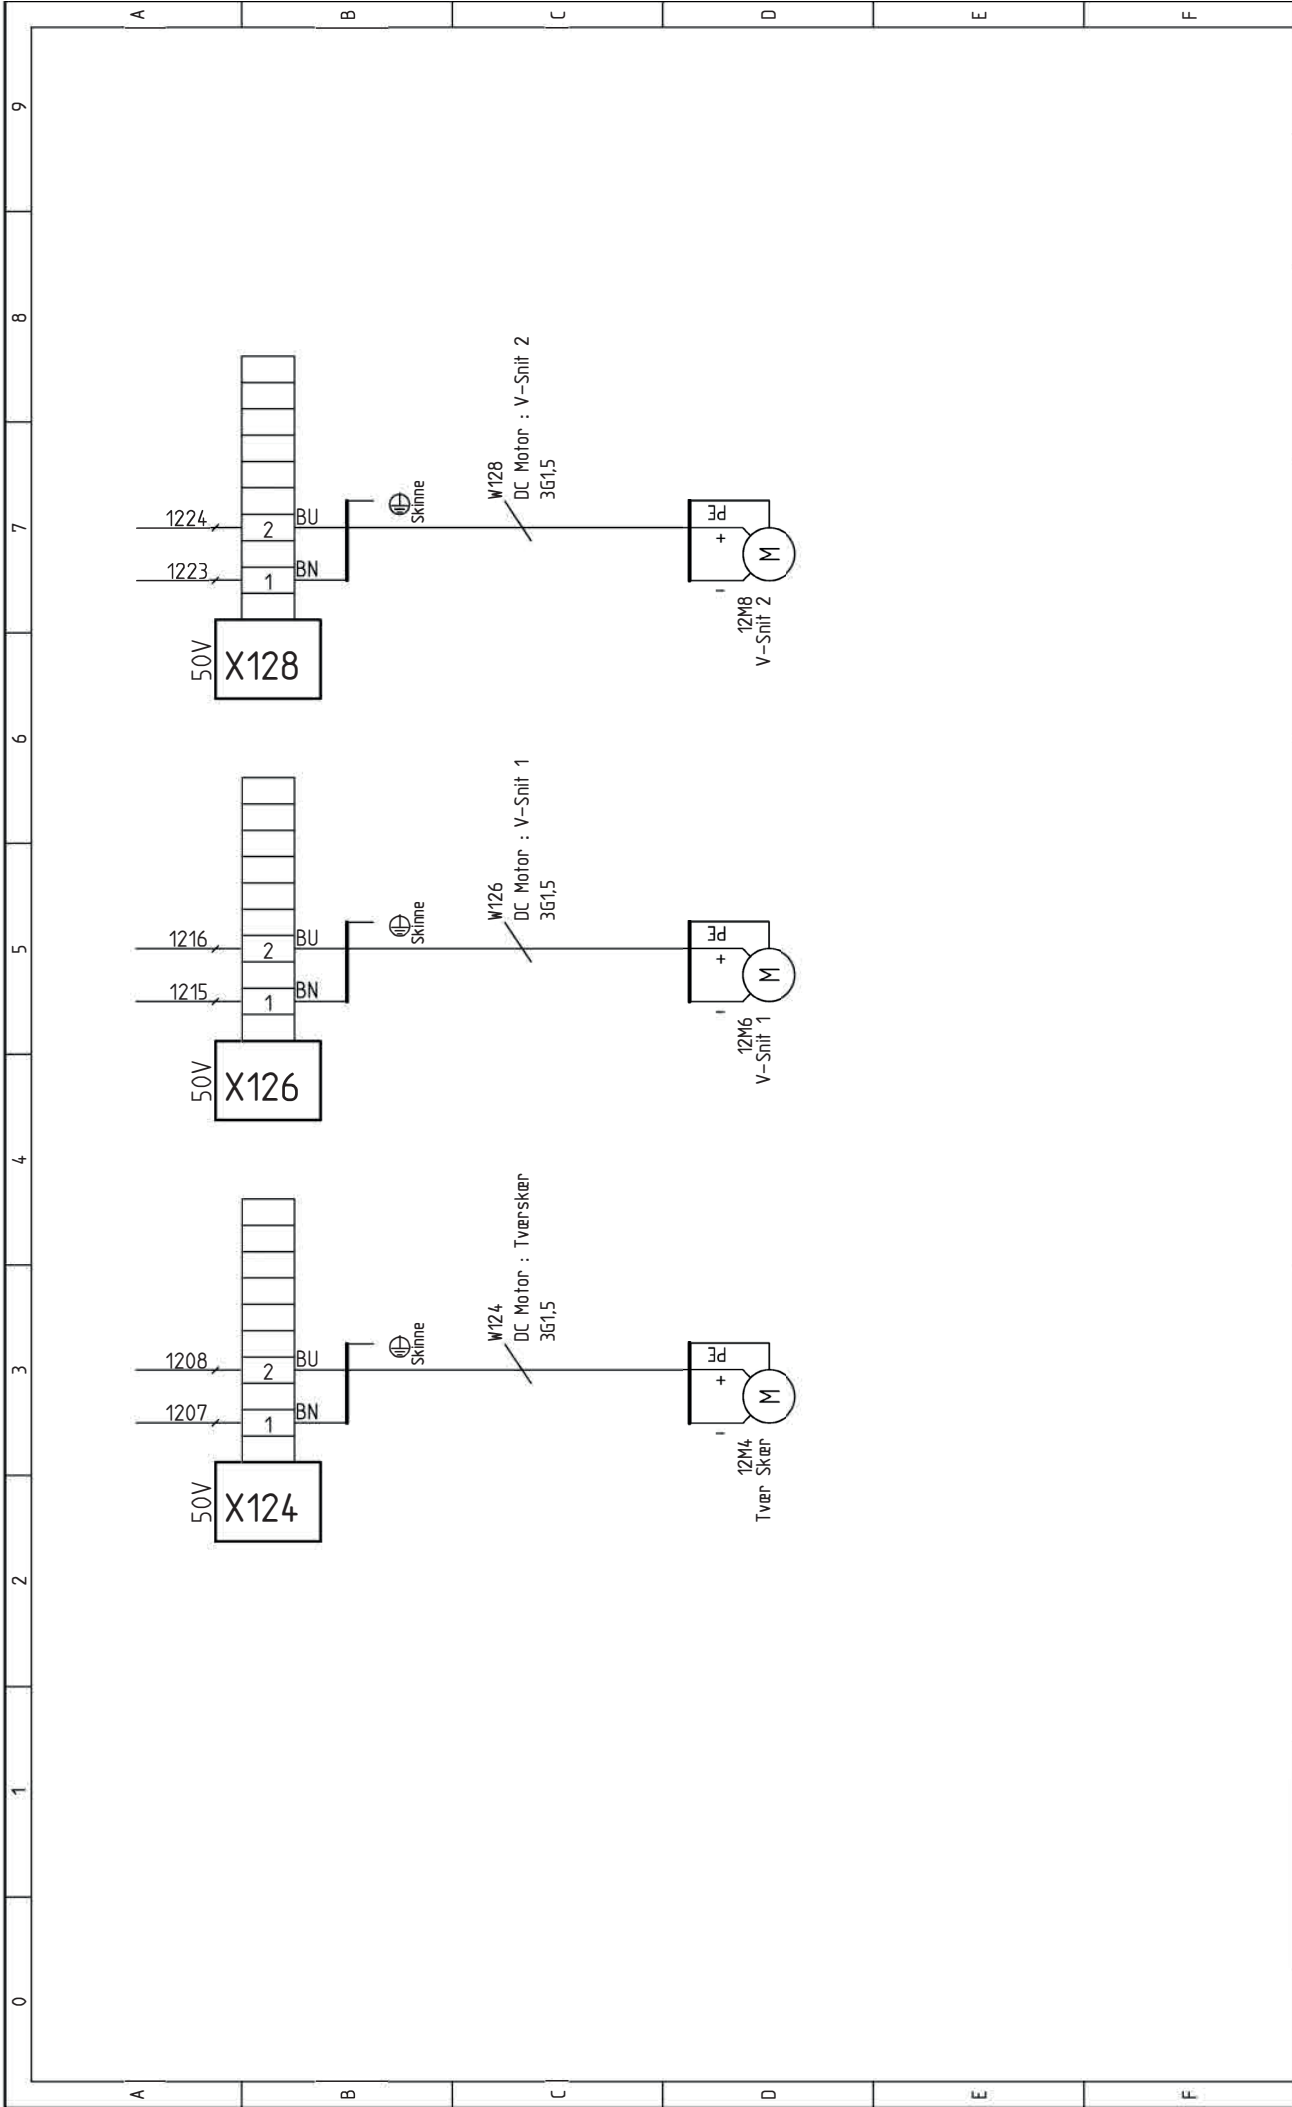 0 1 2 3 4 5 6 7 8 9
A
B
C
D
E
F
A
B
C
D
E
F
50V
X124
1207
1208
1
2
BN
BU
Skinne
W124
DC Motor : Tværskær
3G1,5
-
+
PE
M
12M4
Tvær Skær
50V
X126
1215
1216
1
2
BN
BU
Skinne
W126
DC Motor : V-Snit 1
3G1,5
-
+
PE
M
12M6
V-Snit 1
50V
X128
1223
1224
1
2
BN
BU
Skinne
W128
DC Motor : V-Snit 2
3G1,5
-
+
PE
M
12M8
V-Snit 2